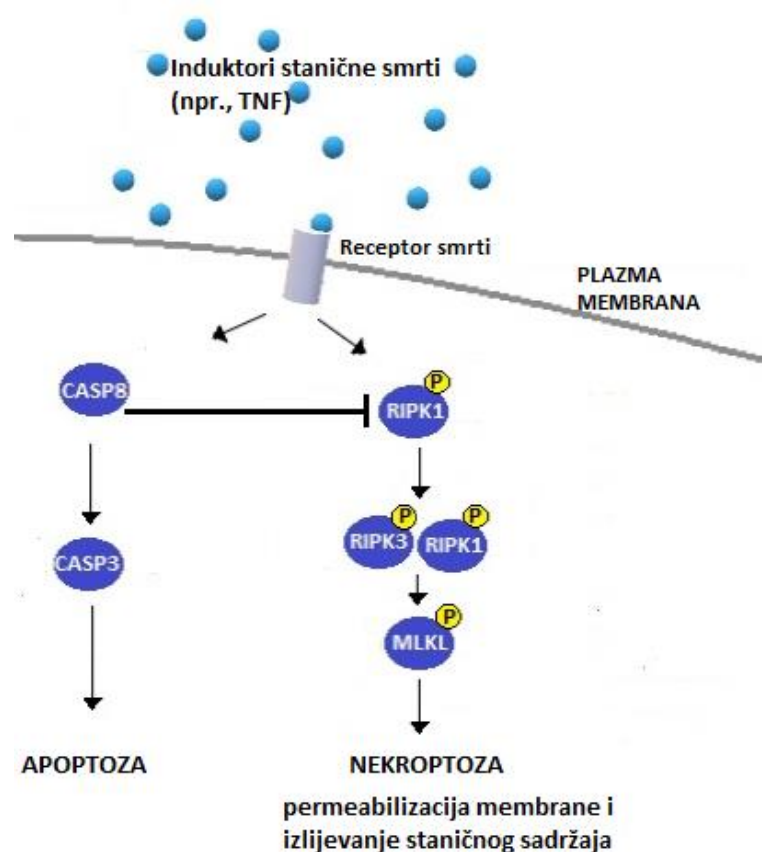 Induktori stanične smrti
(npr., TNF)
Receptor smrti
PLAZMA
MEMBRANA
CASP8
P
RIPK1
P
RIPK3
P
RIPK1
CASP3
P
MLKL
APOPTOZA
NEKROPTOZA
permeabilizacija membrane i
izlijevanje staničnog sadržaja